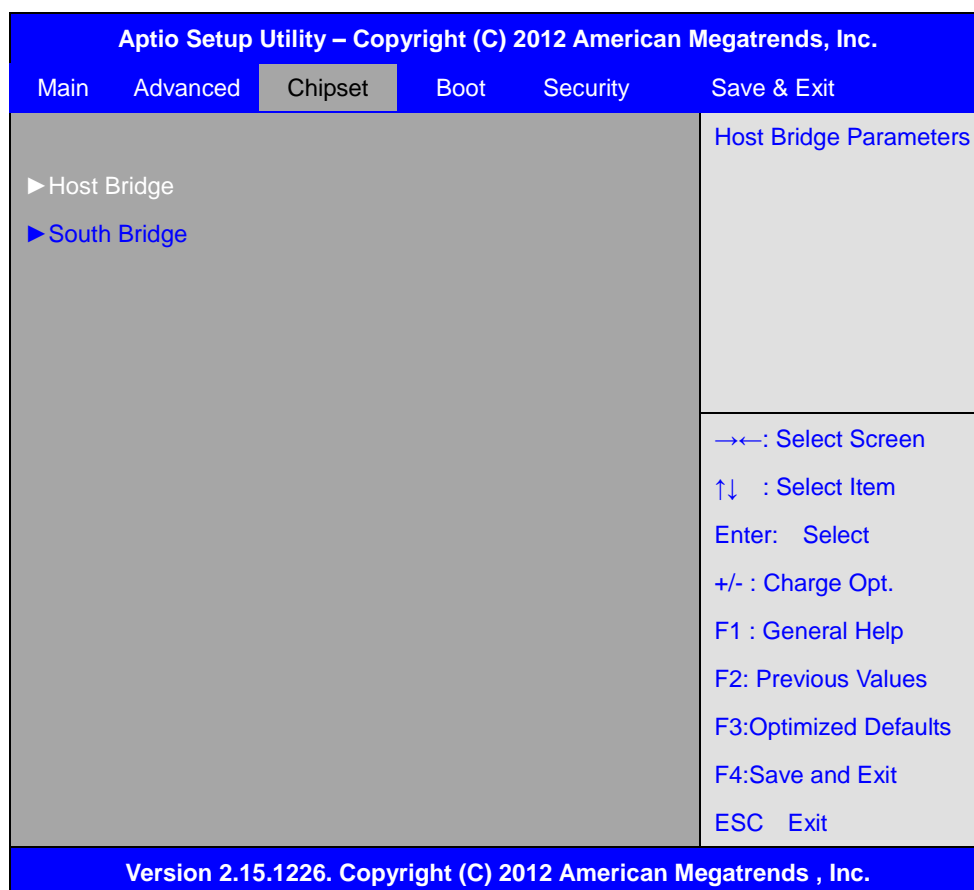 Aptio Setup Utility – Copyright (C) 2012 American Megatrends, Inc.
Main Advanced Chipset Boot Security Save & Exit
Host Bridge Parameters
►Host Bridge
►South Bridge
→←: Select Screen
↑↓ : Select Item
Enter: Select
+/- : Charge Opt.
F1 : General Help
F2: Previous Values
F3:Optimized Defaults
F4:Save and Exit
ESC Exit
Version 2.15.1226. Copyright (C) 2012 American Megatrends , Inc.